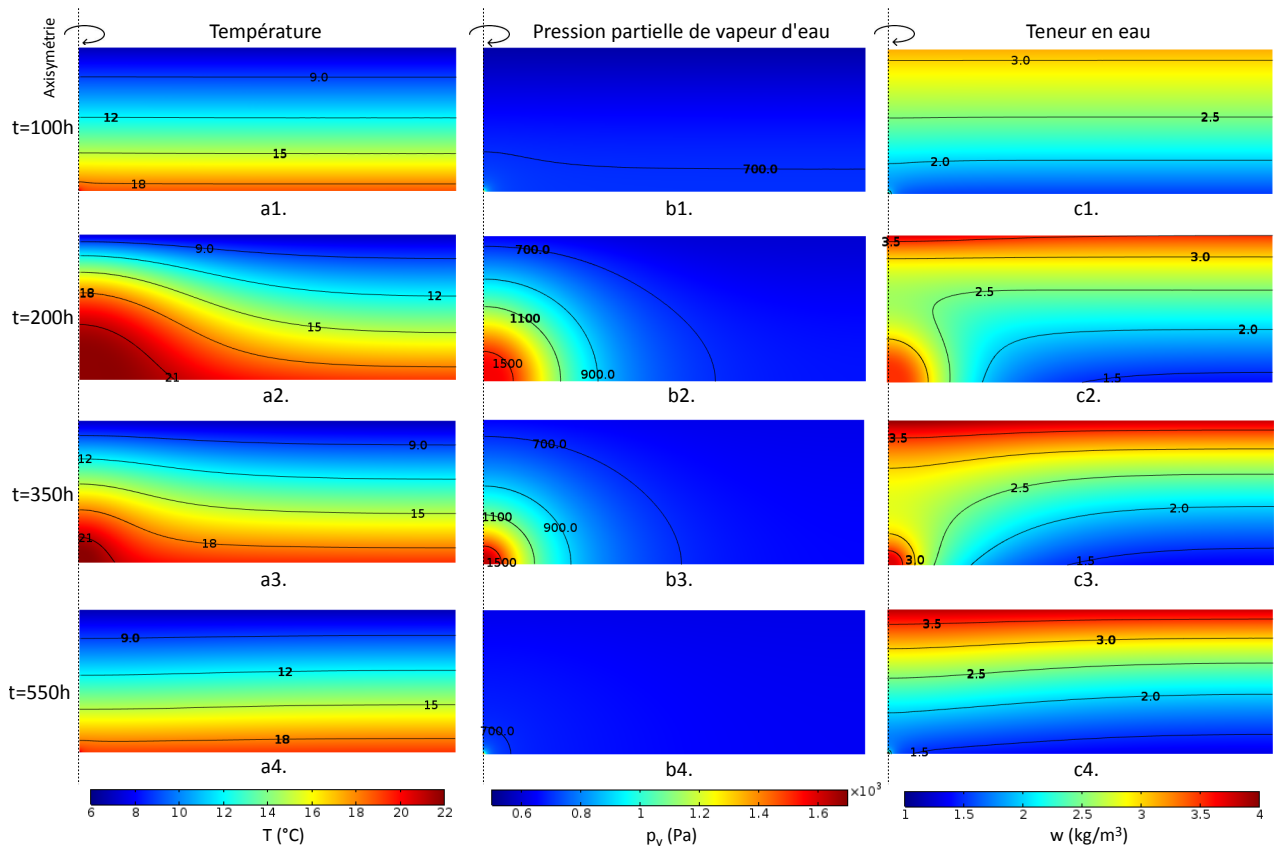 Axisymétrie
Température
Pression partielle de vapeur d'eau
Teneur en eau
t=100h
9.0
12
15
18
a1.
700.0
b1.
3.0
2.5
2.0
c1.
t=200h
9.0
12
18
15
21
a2.
700.0
1100
1500
900.0
b2.
3.5
3.0
2.5
2.0
1.5
c2.
t=350h
9.0
12
15
21
18
a3.
700.0
1100
900.0
1500
b3.
3.5
2.5
2.0
3.0
1.5
c3.
t=550h
9.0
12
15
18
a4.
700.0
b4.
3.5
3.0
2.5
2.0
1.5
c4.
6 8 10 12 14 16 18 20 22
T (°C)
×10³
0.6 0.8 1 1.2 1.4 1.6
pᵥ (Pa)
1 1.5 2 2.5 3 3.5 4
w (kg/m³)